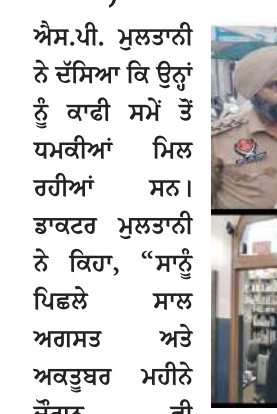 ਐਸ.ਪੀ. ਮੁਲਤਾਨੀ
ਨੇ ਦੱਸਿਆ ਕਿ ਉਨ੍ਹਾਂ
ਨੂੰ ਕਾਫੀ ਸਮੇਂ ਤੋਂ
ਧਮਕੀਆਂ ਮਿਲ
ਰਹੀਆਂ ਸਨ।
ਡਾਕਟਰ ਮੁਲਤਾਨੀ
ਨੇ ਕਿਹਾ, “ਸਾਨੂੰ
ਪਿਛਲੇ ਸਾਲ
ਅਗਸਤ ਅਤੇ
ਅਕਤੂਬਰ ਮਹੀਨੇ